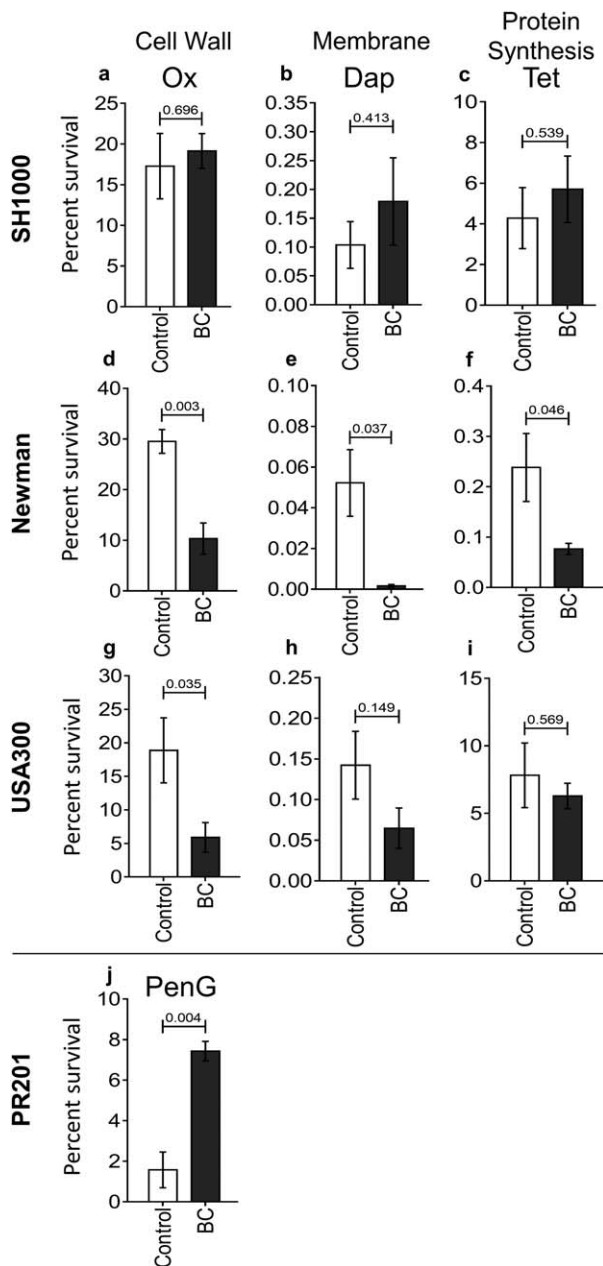 Cell Wall
Membrane
Protein
Synthesis
a
Ox
b
Dap
c
Tet
SH1000
Percent survival
25
20
15
10
5
0
0.696
Control
BC
0.35
0.30
0.25
0.20
0.15
0.10
0.05
0.00
0.413
Control
BC
10
8
6
4
2
0
0.539
Control
BC
Newman
d
Percent survival
40
30
20
10
0
0.003
Control
BC
e
0.10
0.08
0.06
0.04
0.02
0.00
0.037
Control
BC
f
0.4
0.3
0.2
0.1
0.0
0.046
Control
BC
USA300
g
Percent survival
30
25
20
15
10
5
0
0.035
Control
BC
h
0.25
0.20
0.15
0.10
0.05
0.00
0.149
Control
BC
i
15
10
5
0
0.569
Control
BC
PR201
j
PenG
Percent survival
10
8
6
4
2
0
0.004
Control
BC